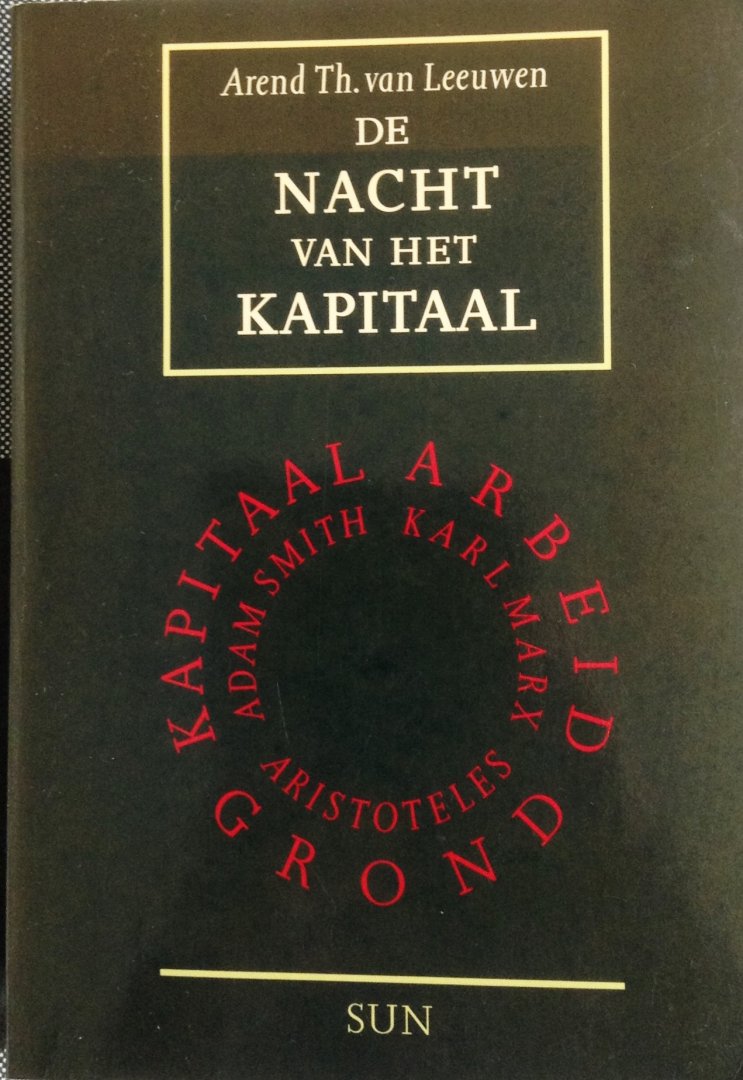 Arend Th. van Leeuwen
DE
NACHT
VAN HET
KAPITAAL
KAPITAAL ARBEID
GROND
ADAM SMITH KARL MARX
ARISTOTELES
SUN